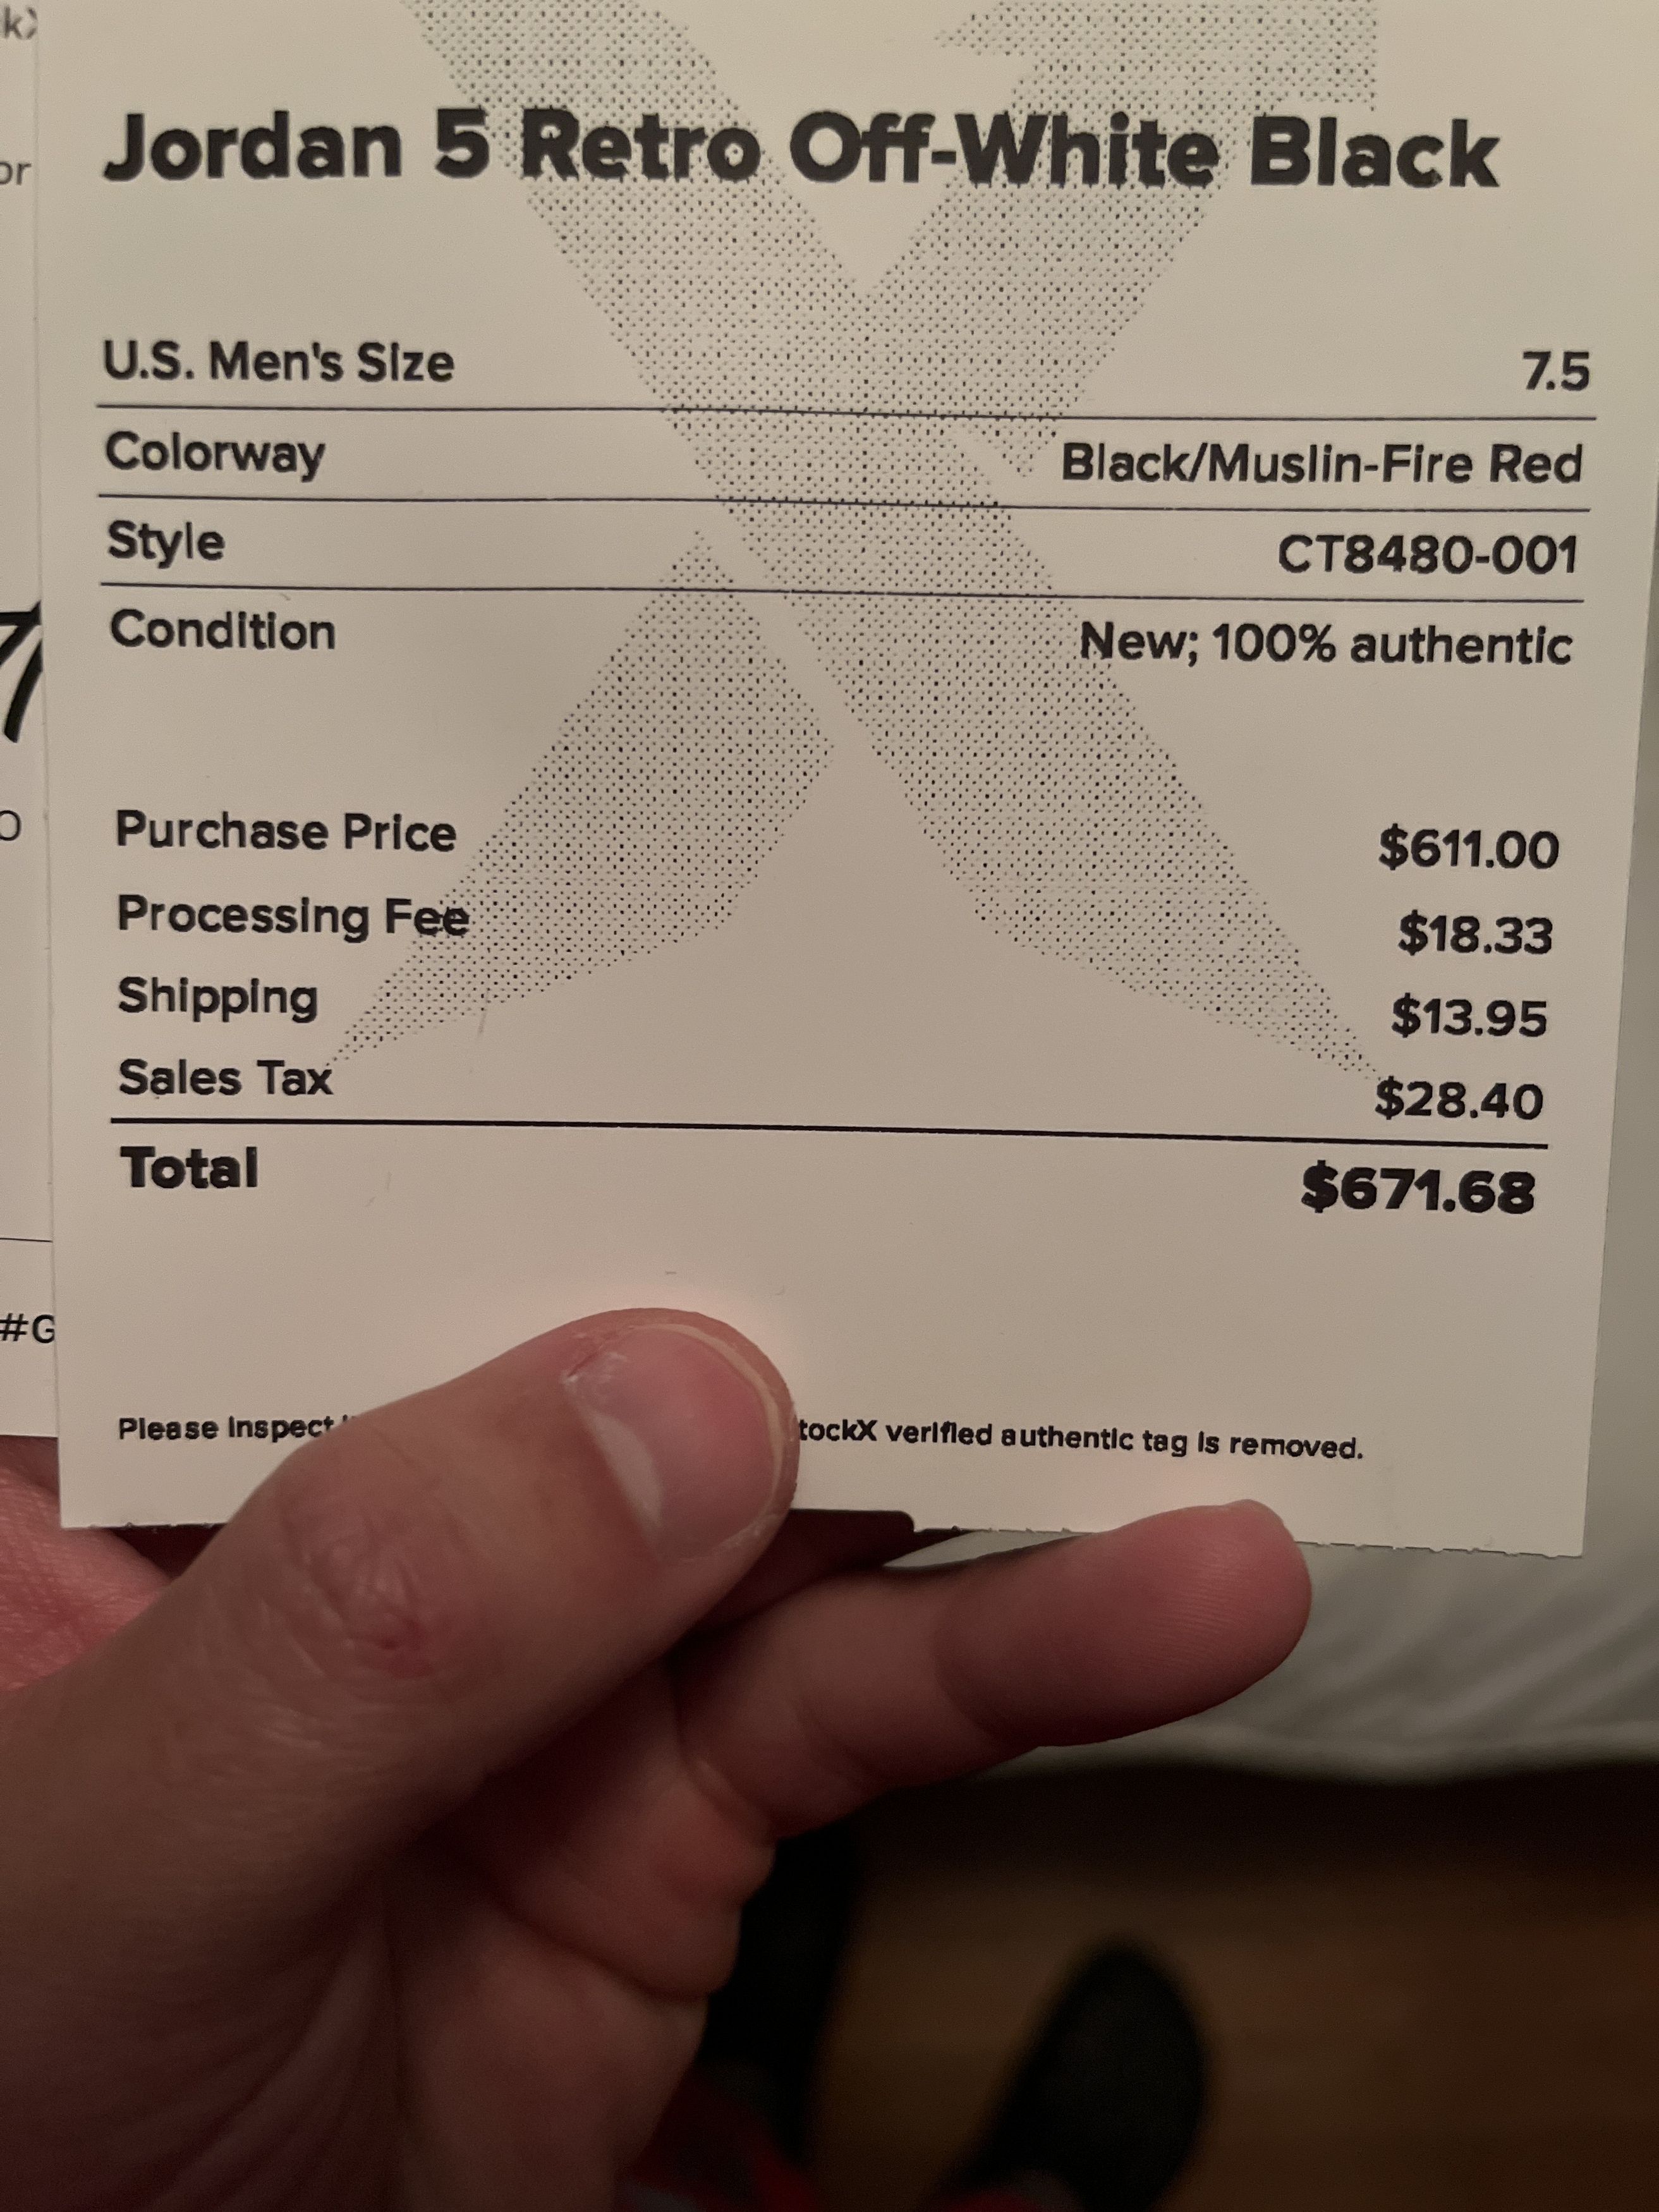 Jordan 5 Retro Off-White Black
U.S. Men's Size 7.5
Colorway Black/Muslin-Fire Red
Style CT8480-001
Condition New; 100% authentic
Purchase Price $611.00
Processing Fee $18.33
Shipping $13.95
Sales Tax $28.40
Total $671.68
Please inspect tockX verified authentic tag is removed.
#G